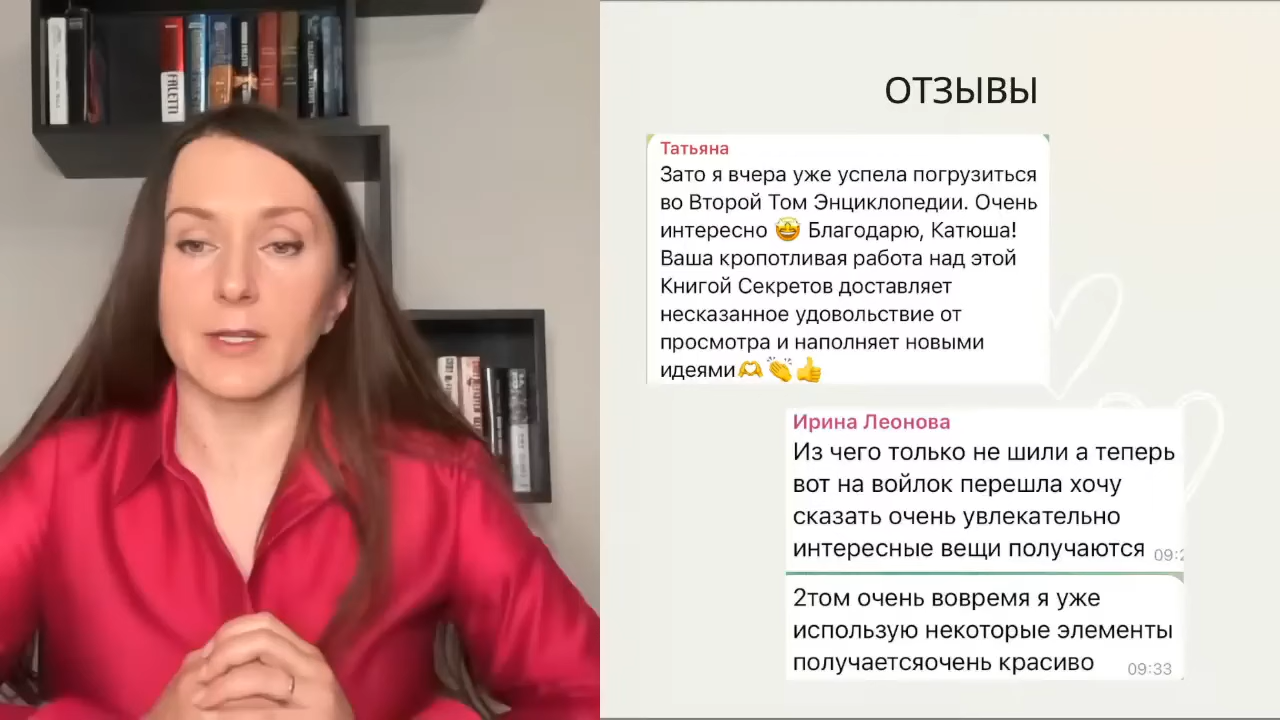 FALETTI
ОТЗЫВЫ
Татьяна
Зато я вчера уже успела погрузиться
во Второй Том Энциклопедии. Очень
интересно 🤩 Благодарю, Катюша!
Ваша кропотливая работа над этой
Книгой Секретов доставляет
несказанное удовольствие от
просмотра и наполняет новыми
идеями🫶👏👍
Ирина Леонова
Из чего только не шили а теперь
вот на войлок перешла хочу
сказать очень увлекательно
интересные вещи получаются 09:2
2том очень вовремя я уже
использую некоторые элементы
получаетсяочень красиво 09:33